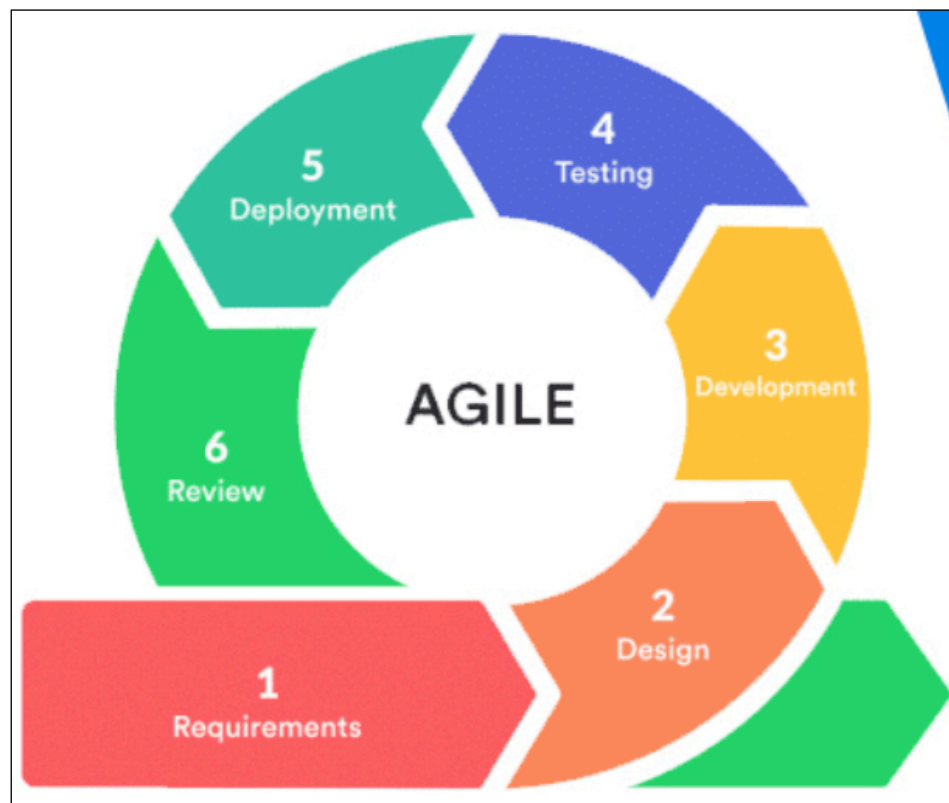 AGILE
1
Requirements
2
Design
3
Development
4
Testing
5
Deployment
6
Review